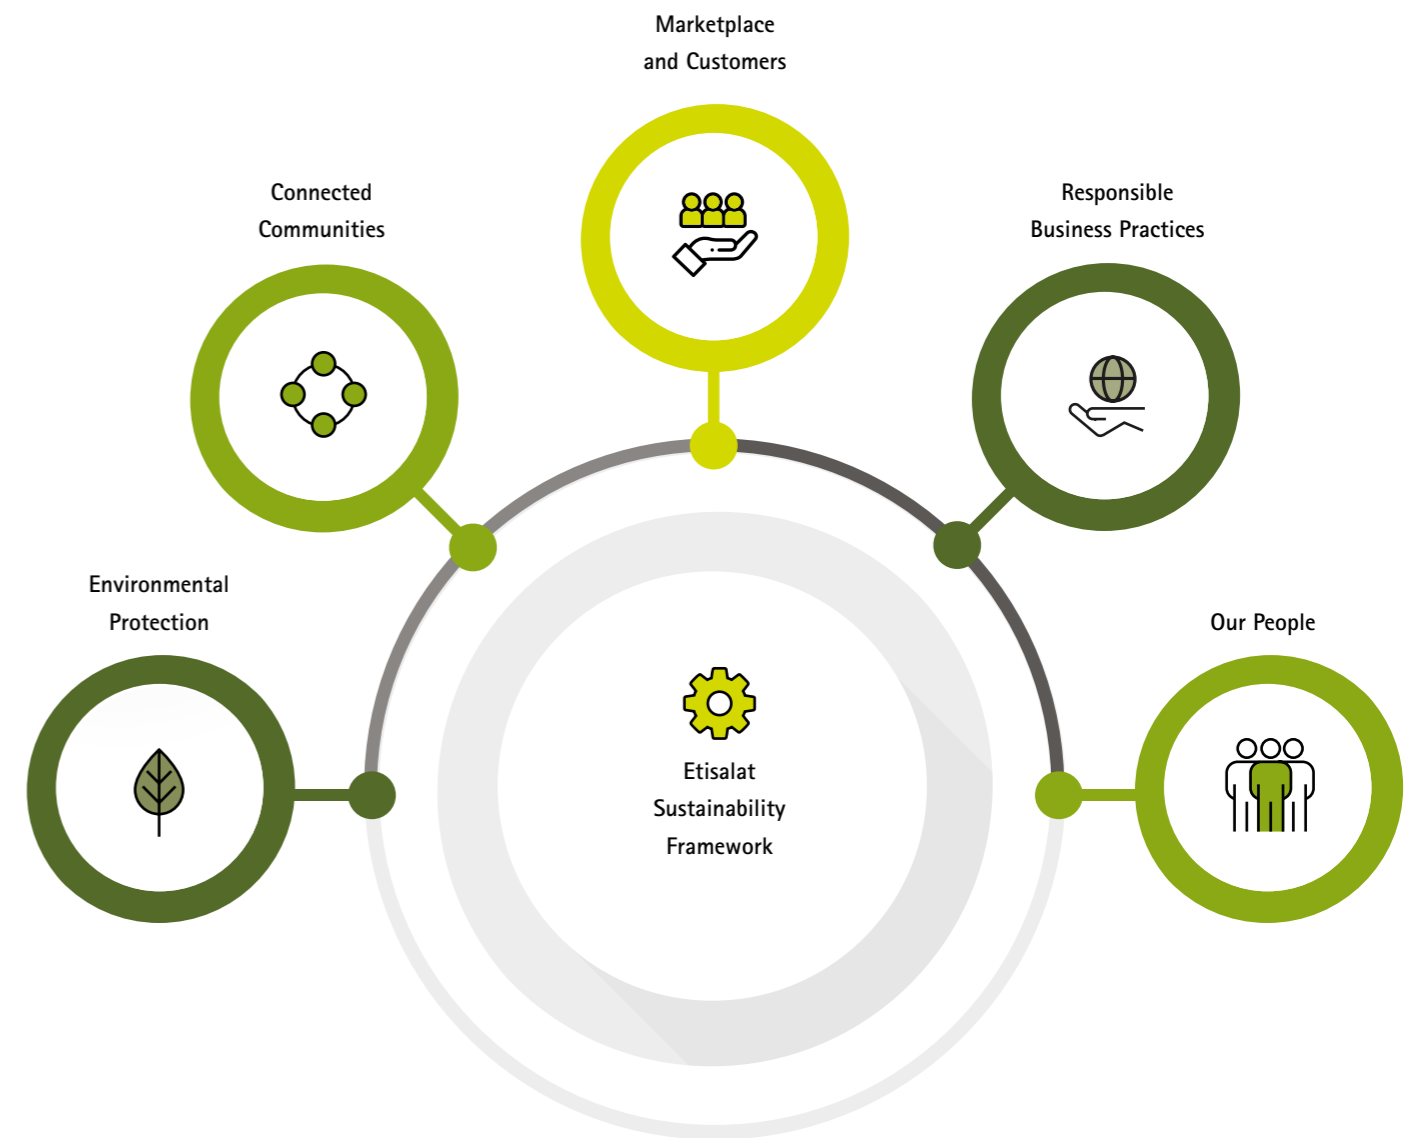 Marketplace
and Customers
Connected
Communities
Responsible
Business Practices
Environmental
Protection
Our People
Etisalat
Sustainability
Framework